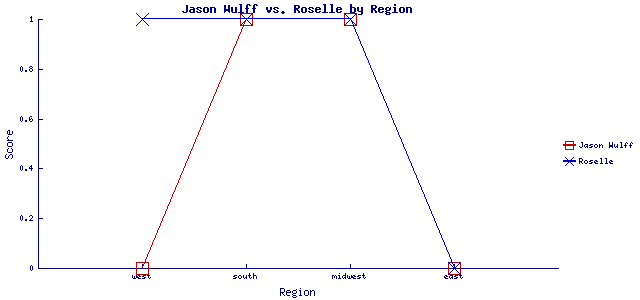 Jason Wulff vs. Roselle by Region
1
0.8
0.6
0.4
0.2
0
Score
west south midwest east
Region
Jason Wulff
Roselle